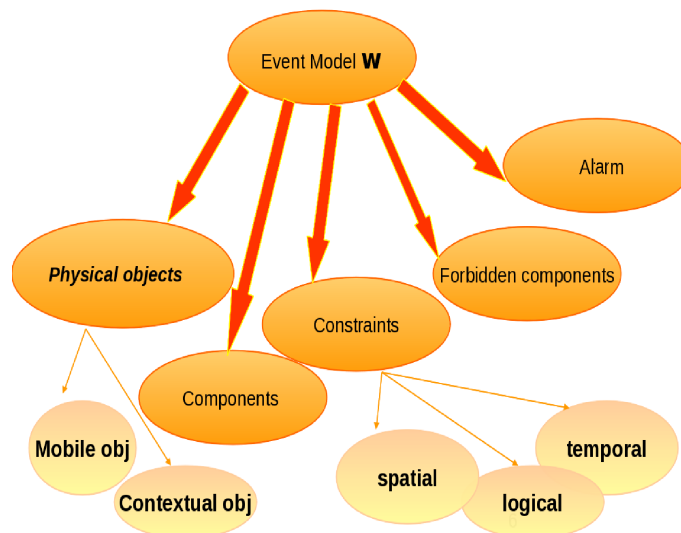 Event Model w
Alarm
Physical objects
Forbidden components
Constraints
Components
Mobile obj
temporal
spatial
Contextual obj
logical